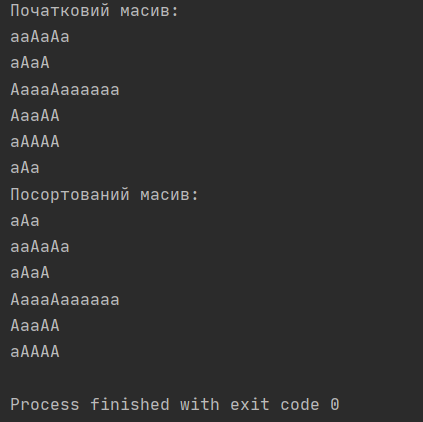 Початковий масив:
aaAaAa
aAaA
AaaaAaaaaaa
AaaAA
aAAAA
aAa
Посортований масив:
aAa
aaAaAa
aAaA
AaaaAaaaaaa
AaaAA
aAAAA
Process finished with exit code 0